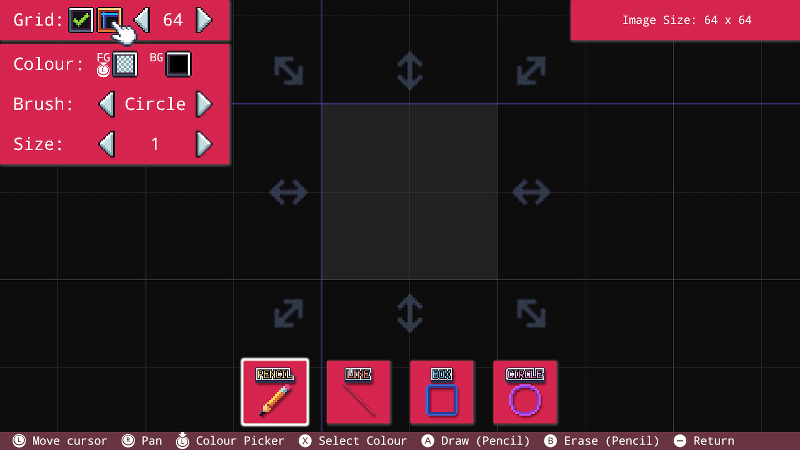 Grid: 64
Image Size: 64 x 64
Colour: FG L BG
Brush: Circle
Size: 1
PENCIL LINE BOX CIRCLE
L Move cursor R Pan Colour Picker X Select Colour A Draw (Pencil) B Erase (Pencil) Return